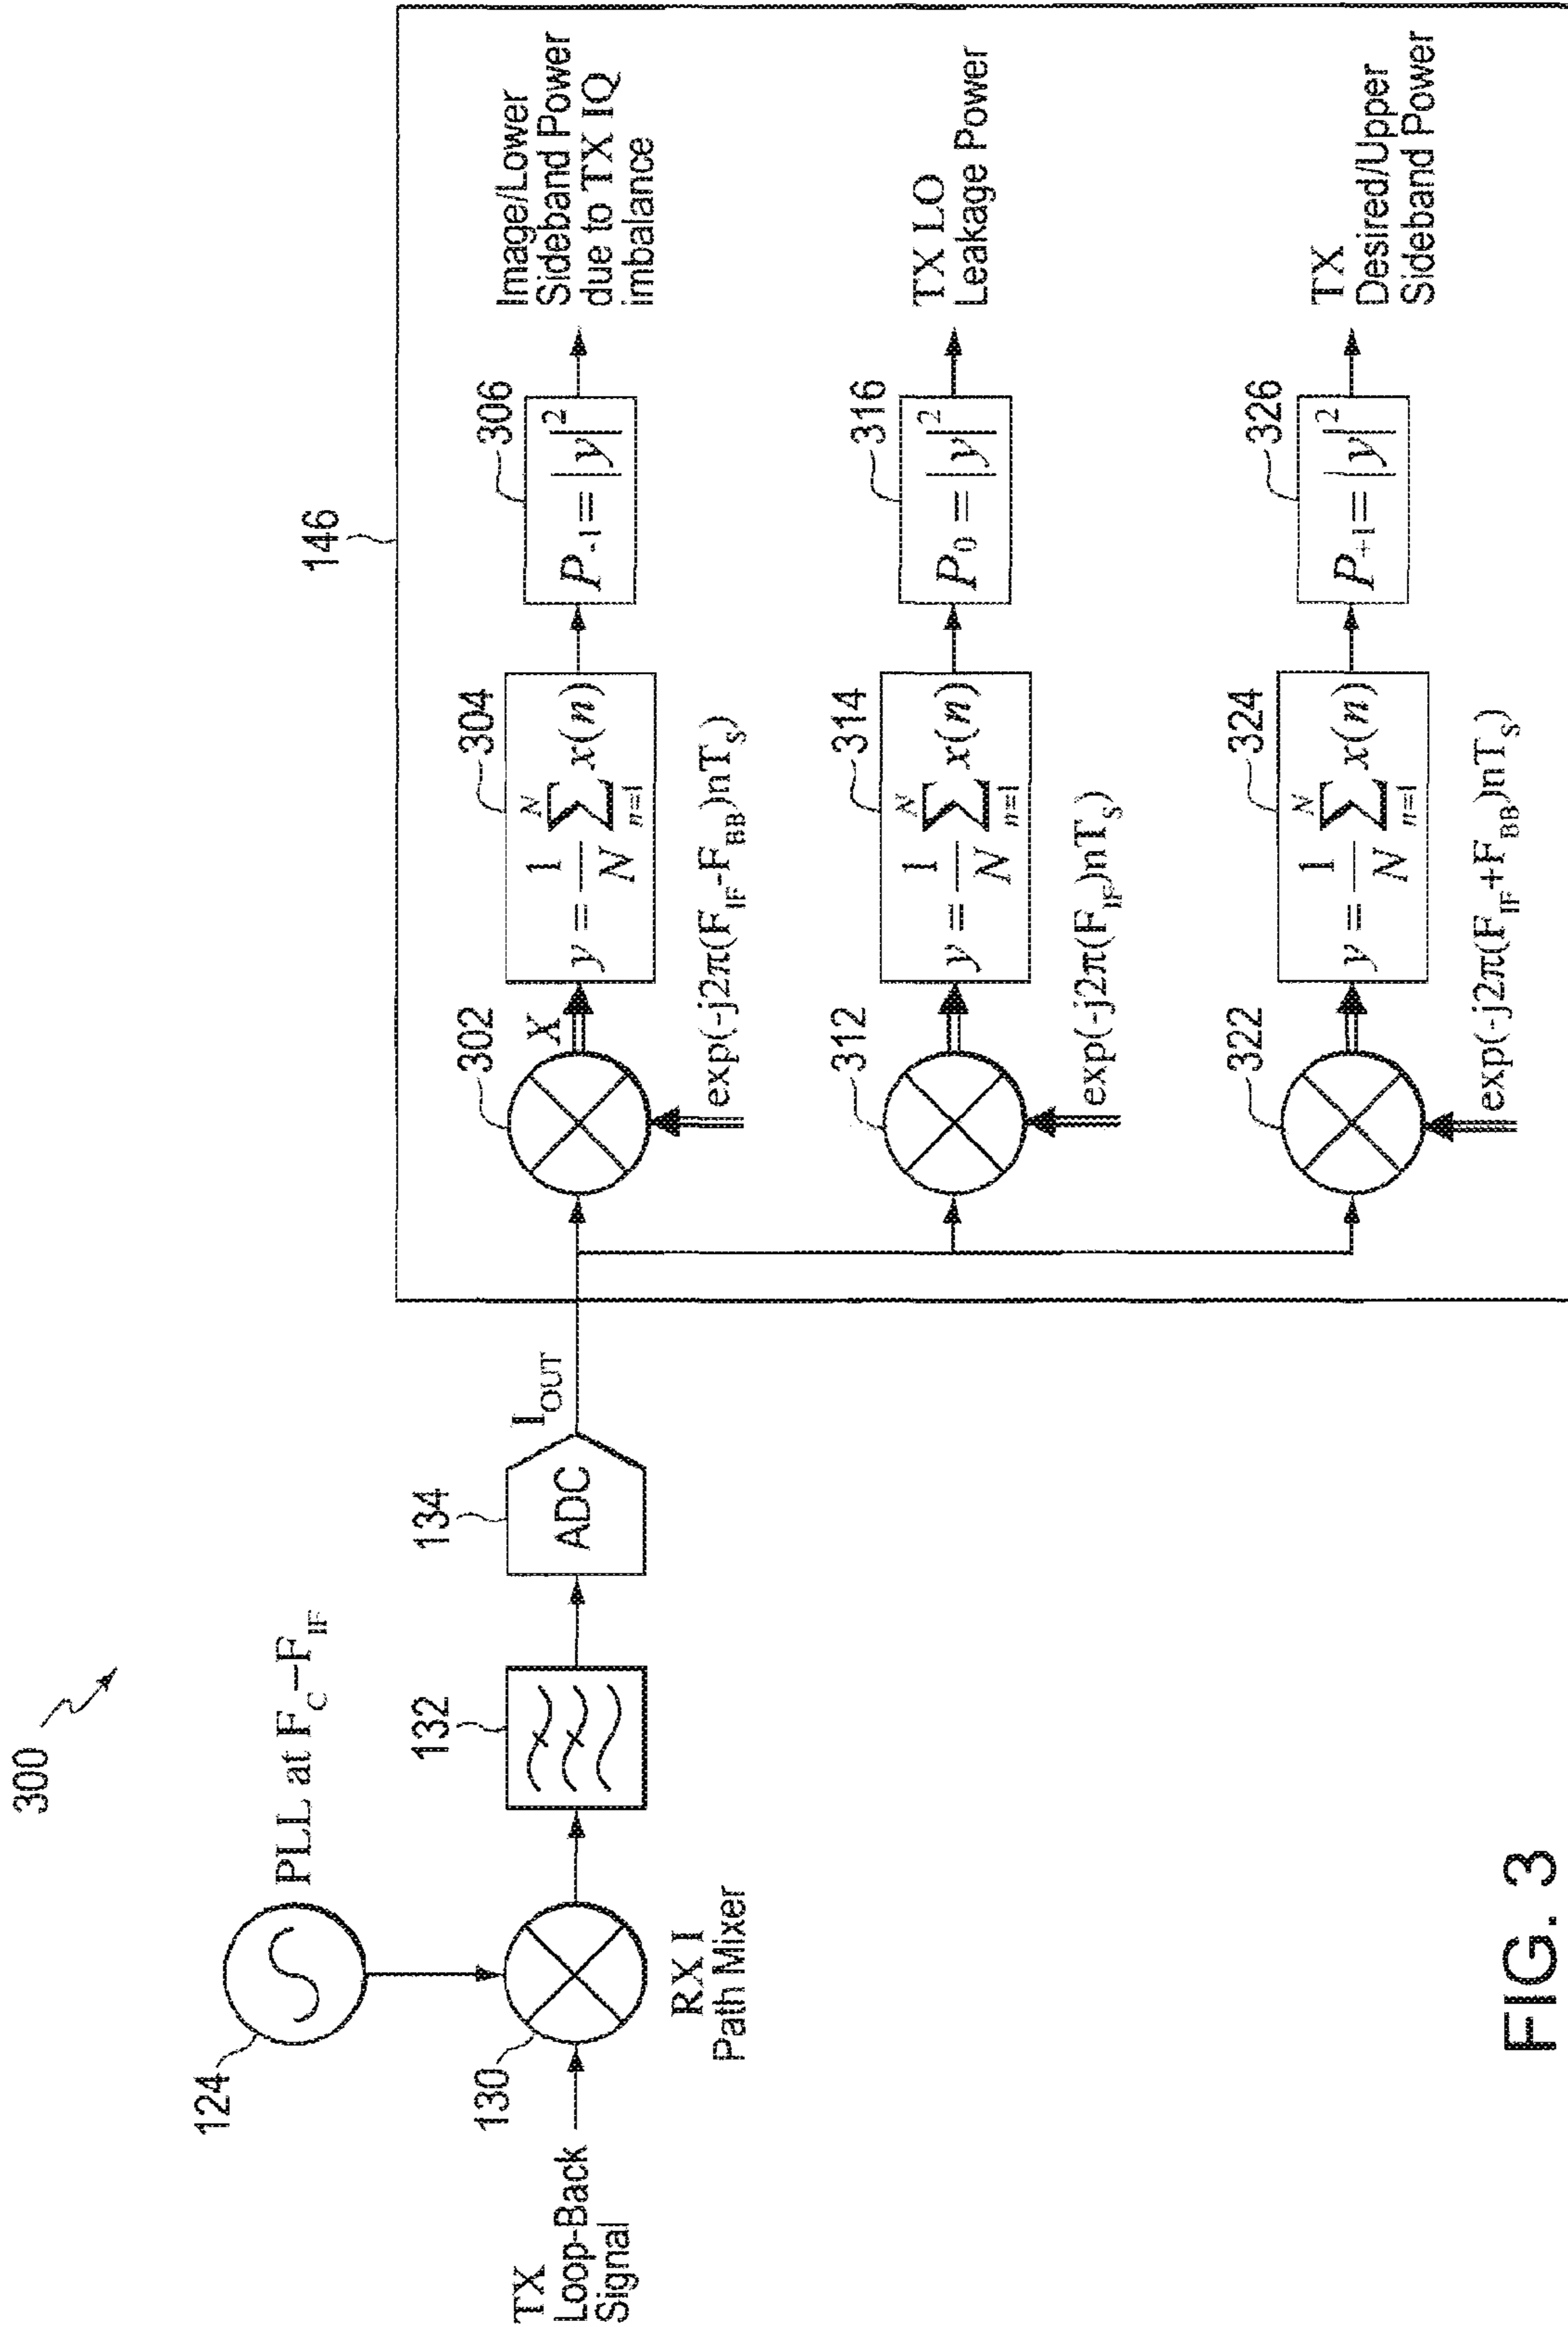 300
124
PLL at F_C–F_IF
TX
Loop-Back
Signal
130
RX I
Path Mixer
132
134
ADC
I_OUT
146
302
X
exp(-j2π(F_IF-F_BB)nT_S)
304
y = 1/N ∑_{n=1}^{N} x(n)
306
P_-1 = |y|^2
Image/Lower
Sideband Power
due to TX IQ
imbalance
312
exp(-j2π(F_IF)nT_S)
314
y = 1/N ∑_{n=1}^{N} x(n)
316
P_0 = |y|^2
TX LO
Leakage Power
322
exp(-j2π(F_IF+F_BB)nT_S)
324
y = 1/N ∑_{n=1}^{N} x(n)
326
P_+1 = |y|^2
TX
Desired/Upper
Sideband Power
FIG. 3